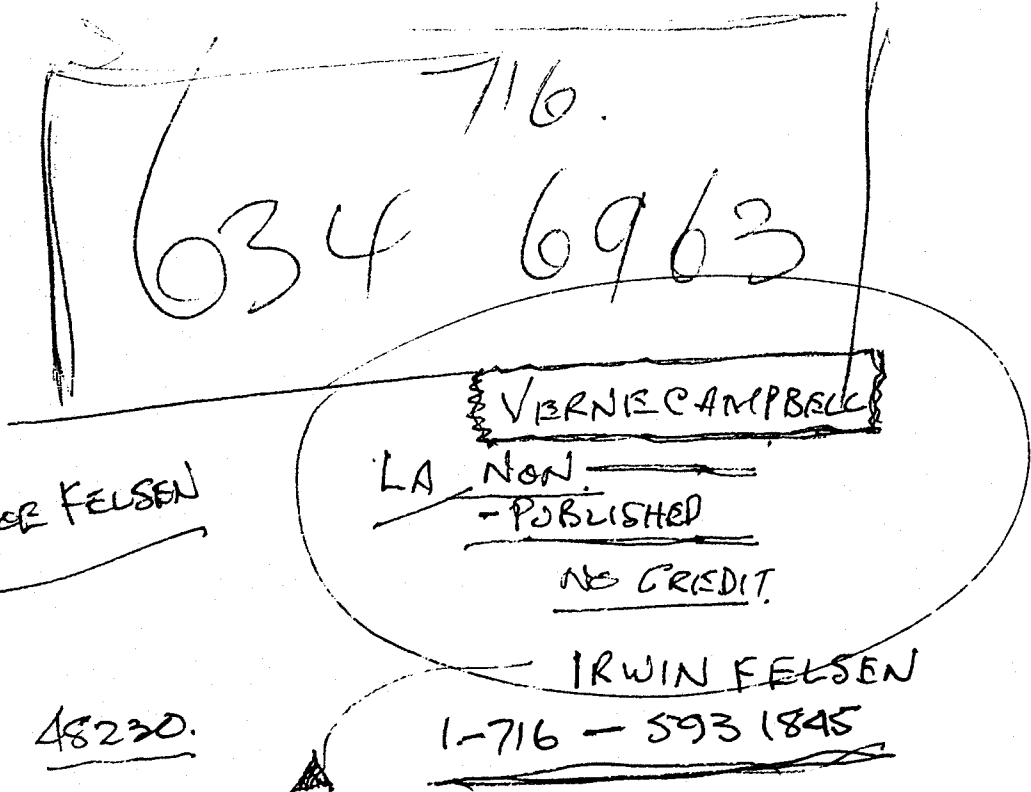 716.
634 6963
VERNE CAMPBELL
LA NON.
- PUBLISHED
FELSEN
NO CREDIT.
IRWIN FELSEN
48230.
1-716 - 593 1845